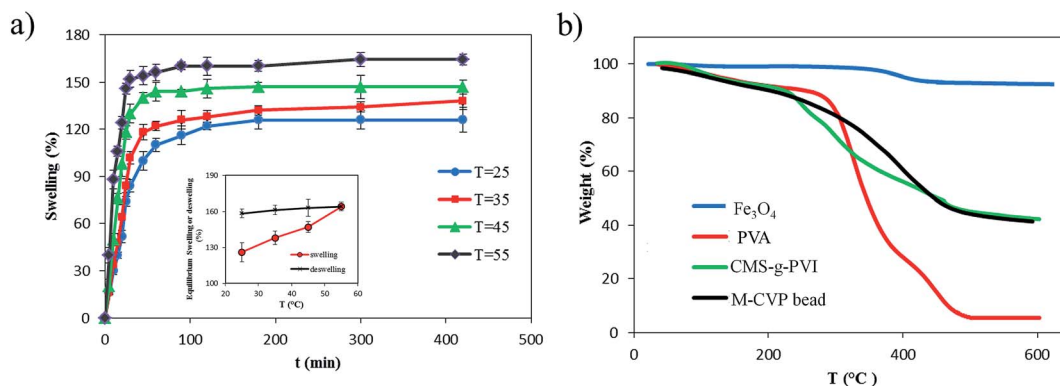 a)
180
150
120
90
60
30
0
Swelling (%)
0 100 200 300 400 500
t (min)
T=25
T=35
T=45
T=55
Equilibrium Swelling or deswelling
(%)
190
160
130
100
20 30 40 50 60
T (°C)
swelling
deswelling
b)
100
80
60
40
20
0
Weight (%)
0 200 400 600
T (°C )
Fe₃O₄
PVA
CMS-g-PVI
M-CVP bead